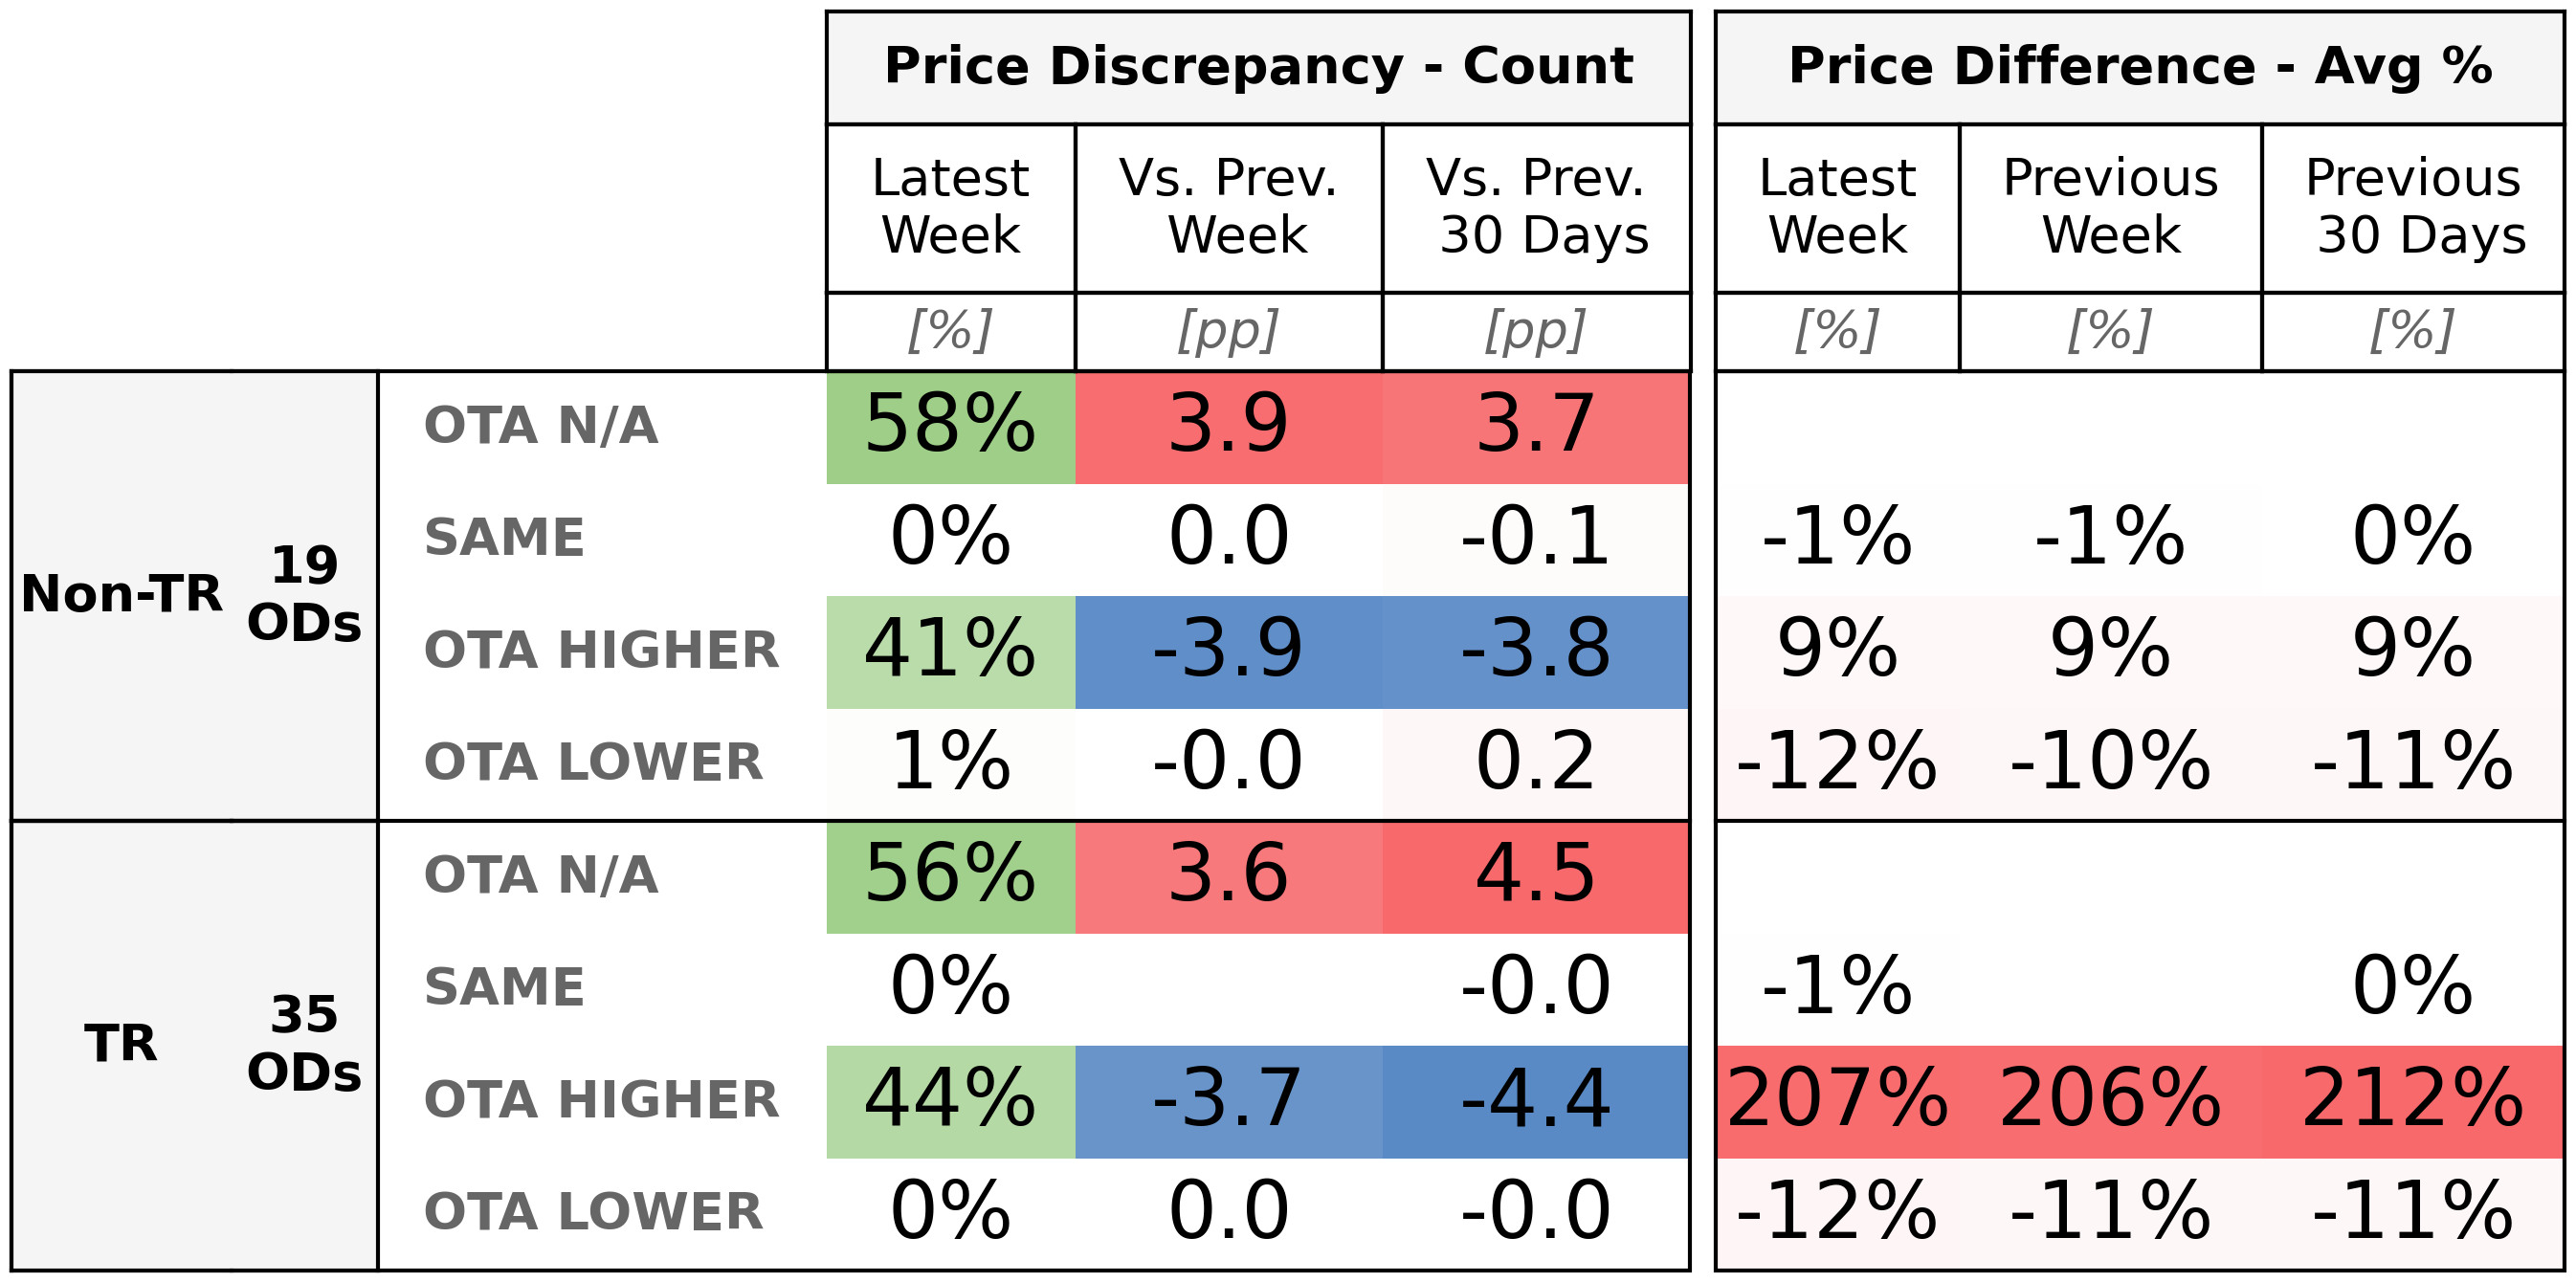 Price Discrepancy - Count Price Difference - Avg %
Latest Week Vs. Prev. Week Vs. Prev. 30 Days Latest Week Previous Week Previous 30 Days
[%] [pp] [pp] [%] [%] [%]
Non-TR 19 ODs
OTA N/A 58% 3.9 3.7
SAME 0% 0.0 -0.1 -1% -1% 0%
OTA HIGHER 41% -3.9 -3.8 9% 9% 9%
OTA LOWER 1% -0.0 0.2 -12% -10% -11%
TR 35 ODs
OTA N/A 56% 3.6 4.5
SAME 0% -0.0 -1% 0%
OTA HIGHER 44% -3.7 -4.4 207% 206% 212%
OTA LOWER 0% 0.0 -0.0 -12% -11% -11%